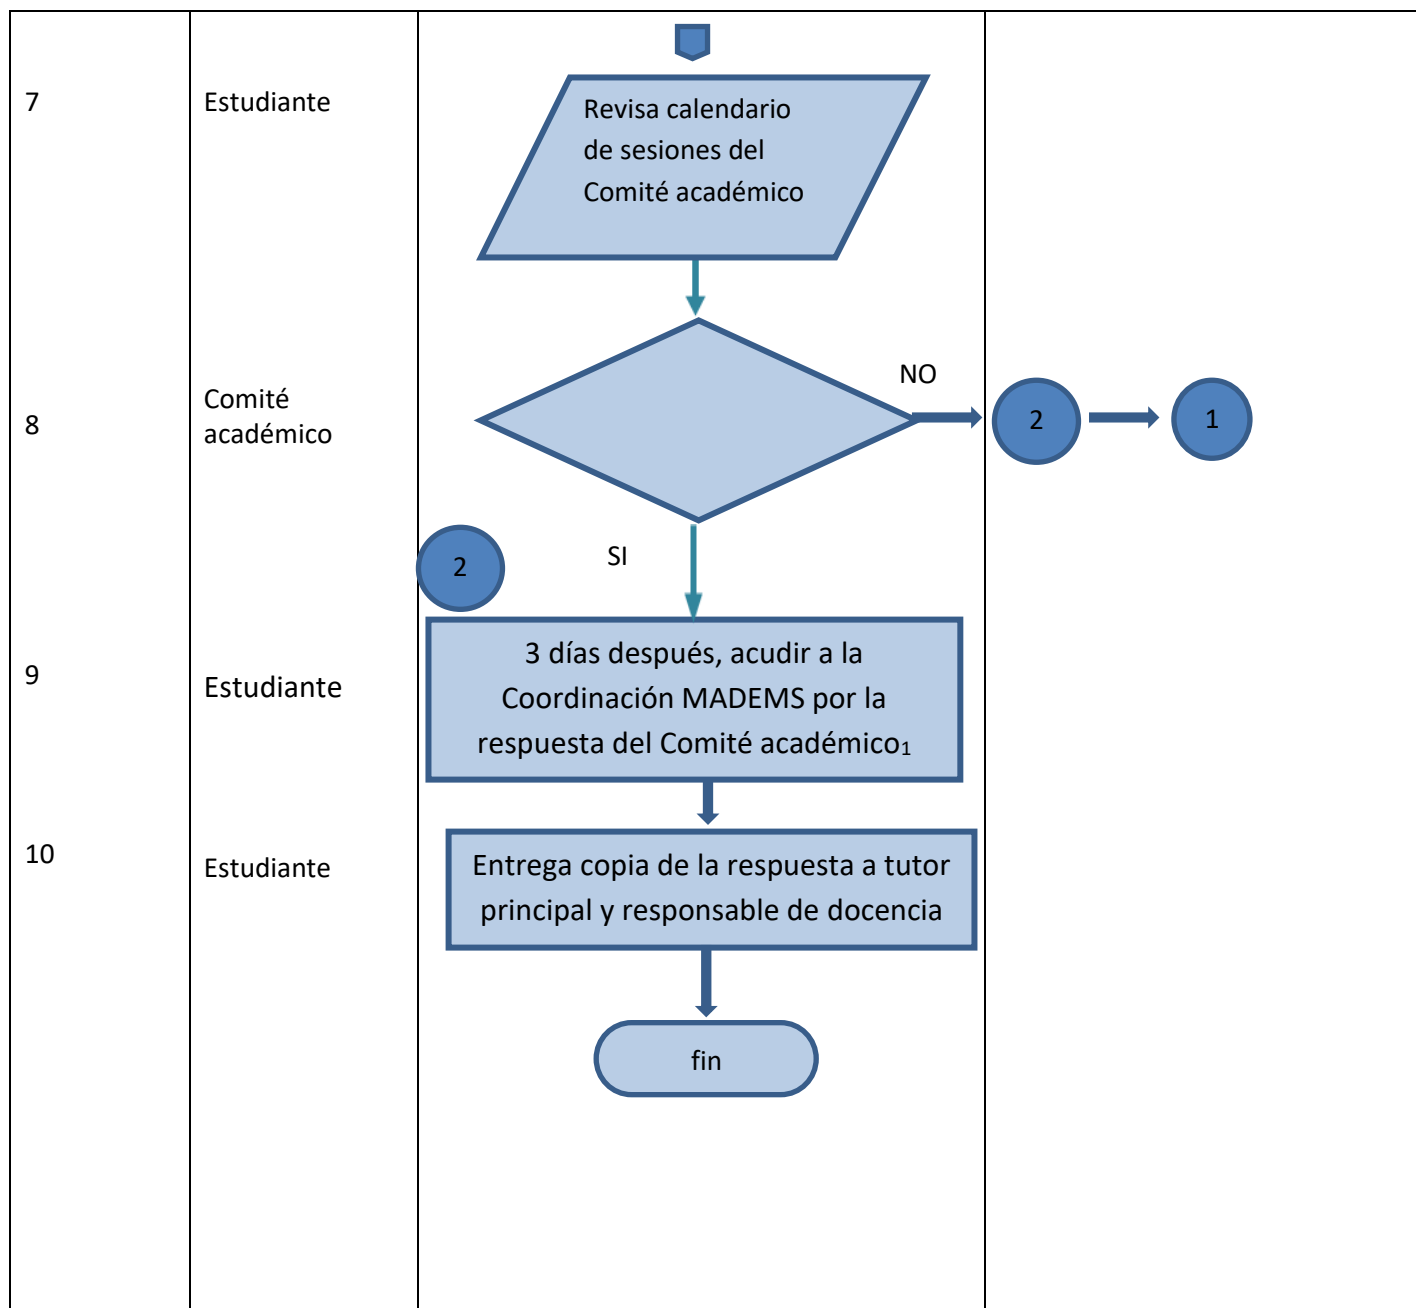 7
Estudiante
Revisa calendario
de sesiones del
Comité académico
8
Comité
académico
NO
2
1
2
SI
9
Estudiante
3 días después, acudir a la
Coordinación MADEMS por la
respuesta del Comité académico1
10
Estudiante
Entrega copia de la respuesta a tutor
principal y responsable de docencia
fin